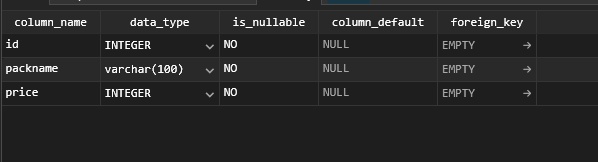 column_name data_type is_nullable column_default foreign_key
id INTEGER NO NULL EMPTY
packname varchar(100) NO NULL EMPTY
price INTEGER NO NULL EMPTY